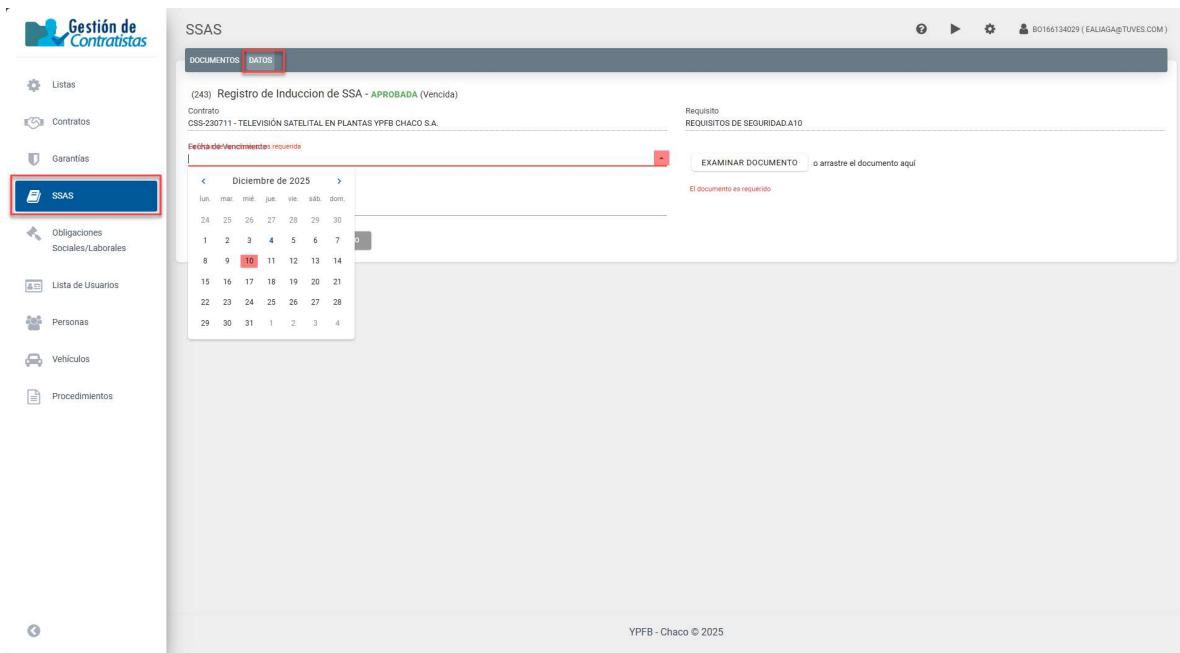 Gestión de
Contratistas
SSAS
BO166134029 ( EALIAGA@TUVES.COM )
DOCUMENTOS DATOS
Listas
Contratos
Garantías
SSAS
Obligaciones
Sociales/Laborales
Lista de Usuarios
Personas
Vehículos
Procedimientos
(243) Registro de Induccion de SSA - APROBADA (Vencida)
Contrato
CSS-230711 - TELEVISIÓN SATELITAL EN PLANTAS YPFB CHACO S.A.
Requisito
REQUISITOS DE SEGURIDAD.A10
Fecha de Vencimiento es requerida
EXAMINAR DOCUMENTO o arrastre el documento aquí
El documento es requerido
Diciembre de 2025
lun. mar. mié. jue. vie. sáb. dom.
24 25 26 27 28 29 30
1 2 3 4 5 6 7
8 9 10 11 12 13 14
15 16 17 18 19 20 21
22 23 24 25 26 27 28
29 30 31 1 2 3 4
YPFB - Chaco © 2025